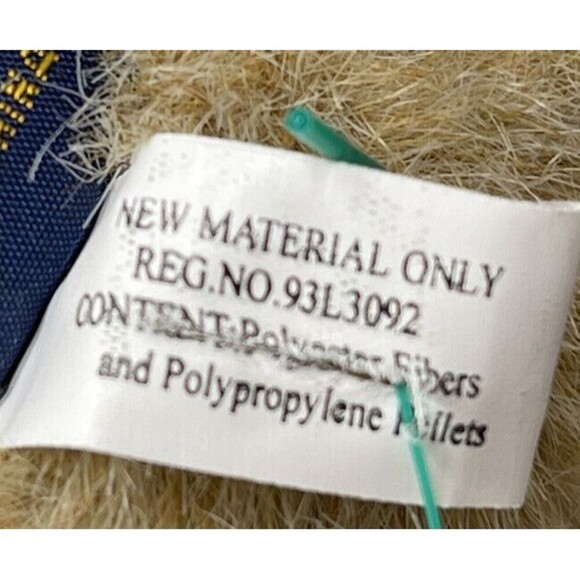 NEW MATERIAL ONLY
REG.NO.93L3092
CONTENT:Polyester Fibers
and Polypropylene Pellets